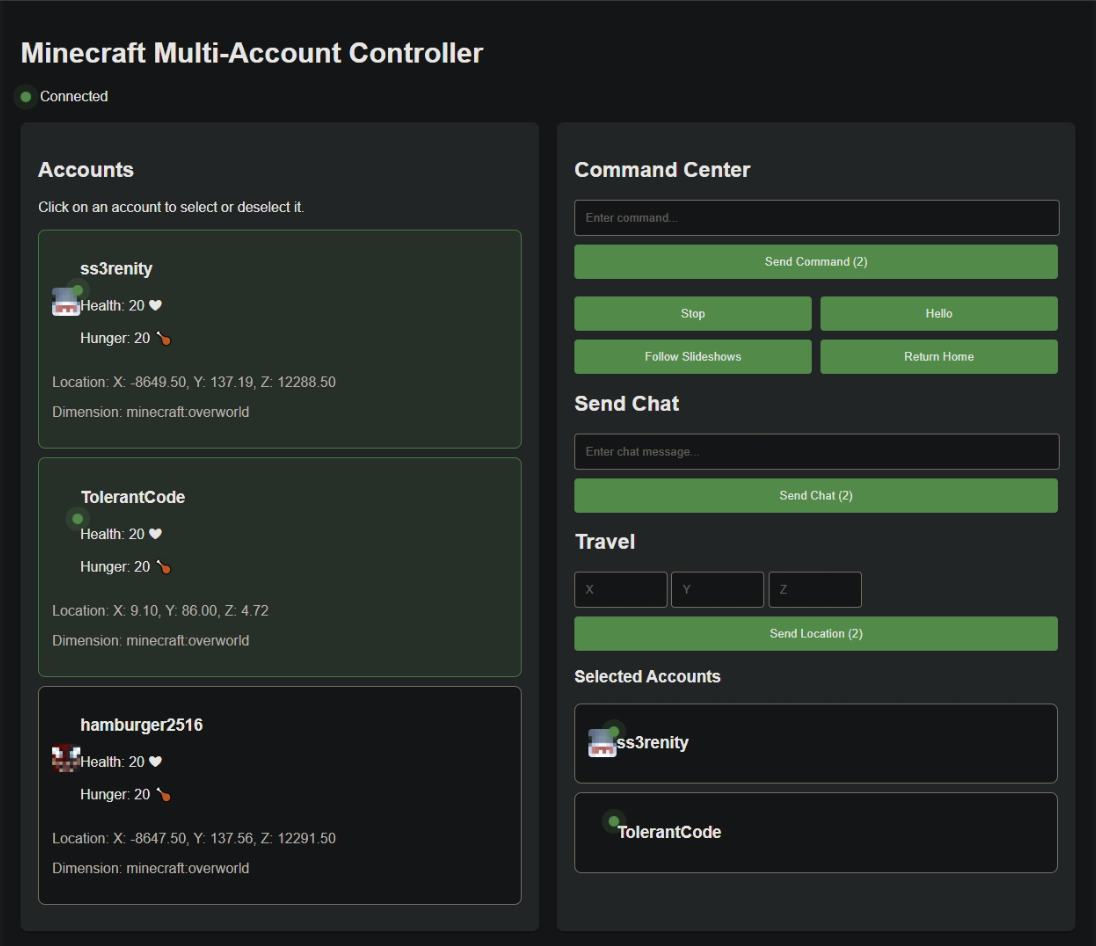 Minecraft Multi-Account Controller
Connected
Accounts
Click on an account to select or deselect it.
ss3renity
Health: 20
Hunger: 20
Location: X: -8649.50, Y: 137.19, Z: 12288.50
Dimension: minecraft:overworld
TolerantCode
Health: 20
Hunger: 20
Location: X: 9.10, Y: 86.00, Z: 4.72
Dimension: minecraft:overworld
hamburger2516
Health: 20
Hunger: 20
Location: X: -8647.50, Y: 137.56, Z: 12291.50
Dimension: minecraft:overworld
Command Center
Enter command...
Send Command (2)
Stop
Hello
Follow Slideshows
Return Home
Send Chat
Enter chat message...
Send Chat (2)
Travel
X
Y
Z
Send Location (2)
Selected Accounts
ss3renity
TolerantCode